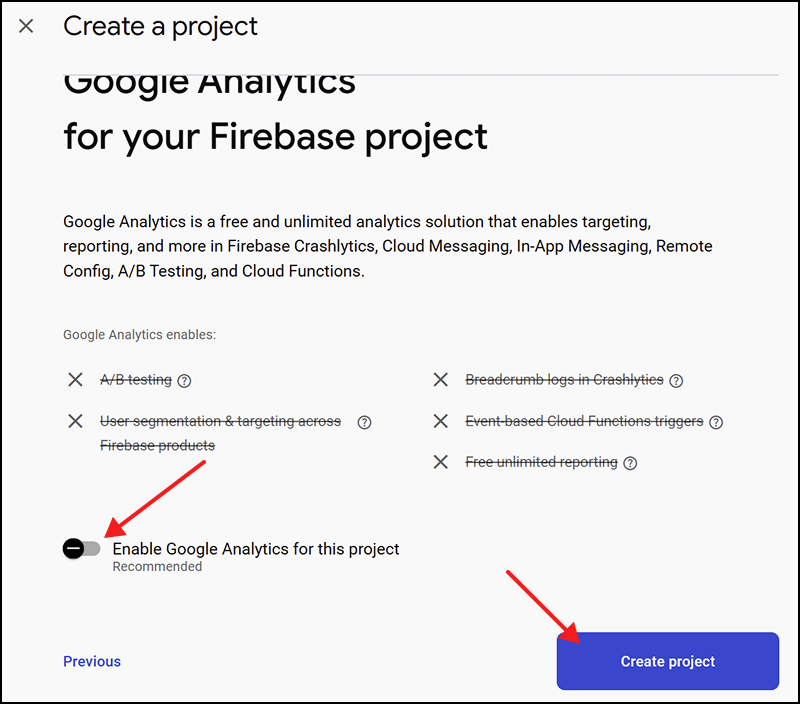 Create a project
Google Analytics
for your Firebase project
Google Analytics is a free and unlimited analytics solution that enables targeting,
reporting, and more in Firebase Crashlytics, Cloud Messaging, In-App Messaging, Remote
Config, A/B Testing, and Cloud Functions.
Google Analytics enables:
A/B testing
User segmentation & targeting across
Firebase products
Breadcrumb logs in Crashlytics
Event-based Cloud Functions triggers
Free unlimited reporting
Enable Google Analytics for this project
Recommended
Previous
Create project